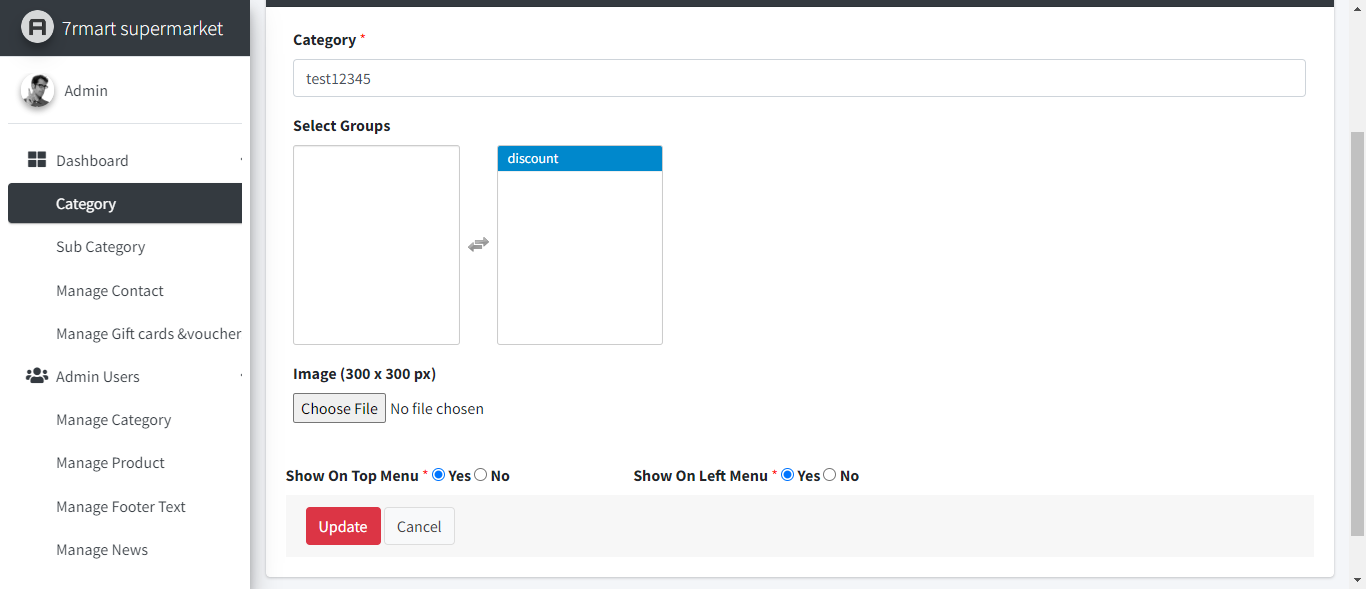 7rmart supermarket
Admin
Dashboard
Category
Sub Category
Manage Contact
Manage Gift cards &voucher
Admin Users
Manage Category
Manage Product
Manage Footer Text
Manage News
Category *
test12345
Select Groups
discount
Image (300 x 300 px)
Choose File No file chosen
Show On Top Menu * Yes No Show On Left Menu * Yes No
Update Cancel